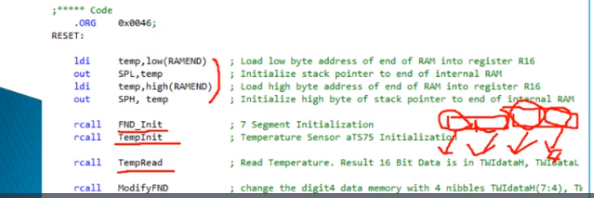 ;***** Code
.ORG 0x0046;
RESET:
ldi temp,low(RAMEND) ; Load low byte address of end of RAM into register R16
out SPL,temp ; Initialize stack pointer to end of internal RAM
ldi temp,high(RAMEND) ; Load high byte address of end of RAM into register R16
out SPH, temp ; Initialize high byte of stack pointer to end of internal RAM
rcall FND_Init ; 7 Segment Initialization
rcall TempInit ; Temperature Sensor aTS75 Initialization
rcall TempRead ; Read Temperature. Result 16 Bit Data is in TWIdataH, TWIdataL
rcall ModifyFND ; change the digit4 data memory with 4 nibbles TWIdataH(7:4), TW